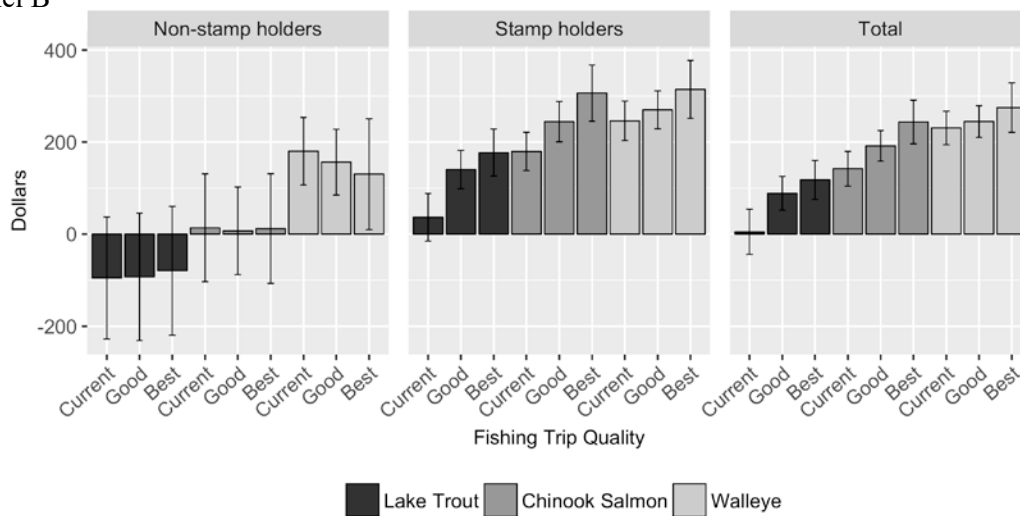 Non-stamp holders Stamp holders Total
400
200
0
-200
Dollars
Current Good Best Current Good Best Current Good Best Current Good Best Current Good Best Current Good Best Current Good Best Current Good Best Current Good Best
Fishing Trip Quality
Lake Trout Chinook Salmon Walleye